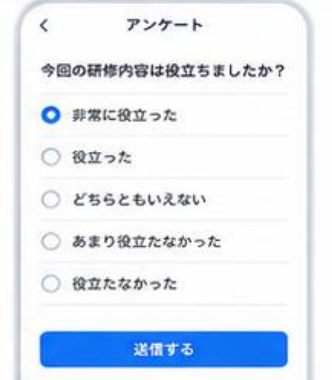 アンケート
今回の研修内容は役立ちましたか？
非常に役立った
役立った
どちらともいえない
あまり役立たなかった
役立たなかった
送信する